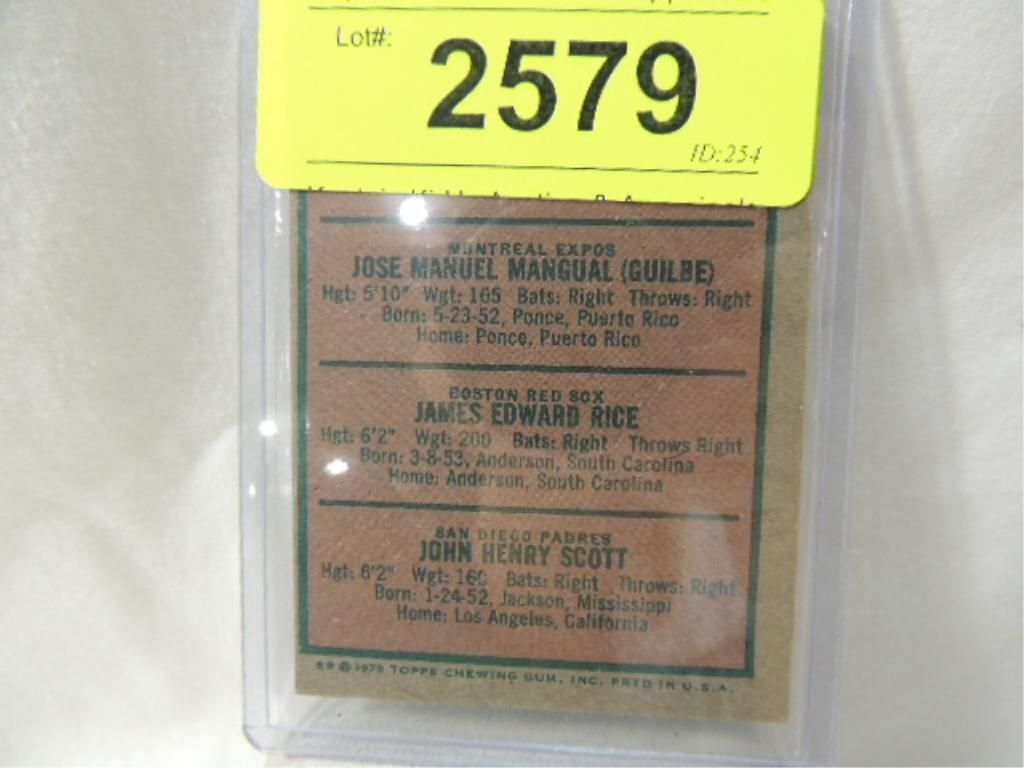 Lot#:
2579
ID:254
MONTREAL EXPOS
JOSE MANUEL MANGUAL (GUILBE)
Hgt: 5'10" Wgt: 165 Bats: Right Throws: Right
Born: 5-23-52, Ponce, Puerto Rico
Home: Ponce, Puerto Rico
BOSTON RED SOX
JAMES EDWARD RICE
Hgt: 6'2" Wgt: 200 Bats: Right Throws Right
Born: 3-8-53, Anderson, South Carolina
Home: Anderson, South Carolina
SAN DIEGO PADRES
JOHN HENRY SCOTT
Hgt: 6'2" Wgt: 160 Bats: Right Throws: Right
Born: 1-24-52, Jackson, Mississippi
Home: Los Angeles, California
** © 1975 TOPPS CHEWING GUM, INC. PRTD IN U.S.A.